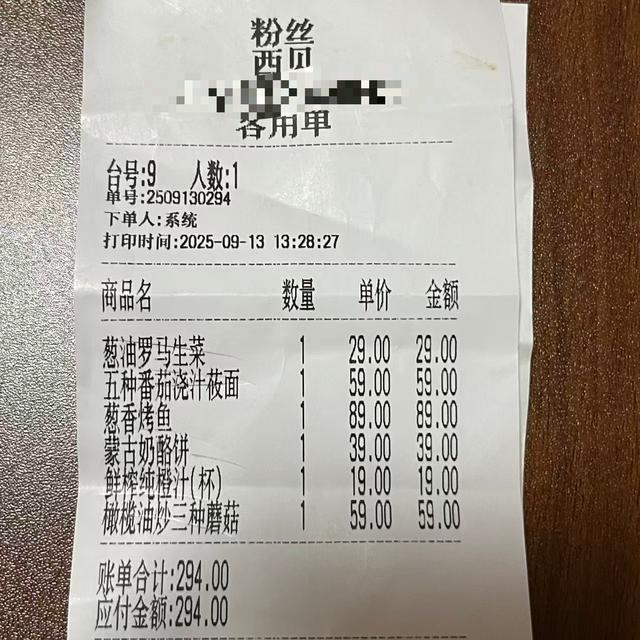 粉丝
西贝
客用单
台号:9 人数:1
单号:2509130294
下单人:系统
打印时间:2025-09-13 13:28:27
商品名 数量 单价 金额
葱油罗马生菜 1 29.00 29.00
五种番茄浇汁莜面 1 59.00 59.00
葱香烤鱼 1 89.00 89.00
蒙古奶酪饼 1 39.00 39.00
鲜榨纯橙汁(杯) 1 19.00 19.00
橄榄油炒三种蘑菇 1 59.00 59.00
账单合计:294.00
应付金额:294.00